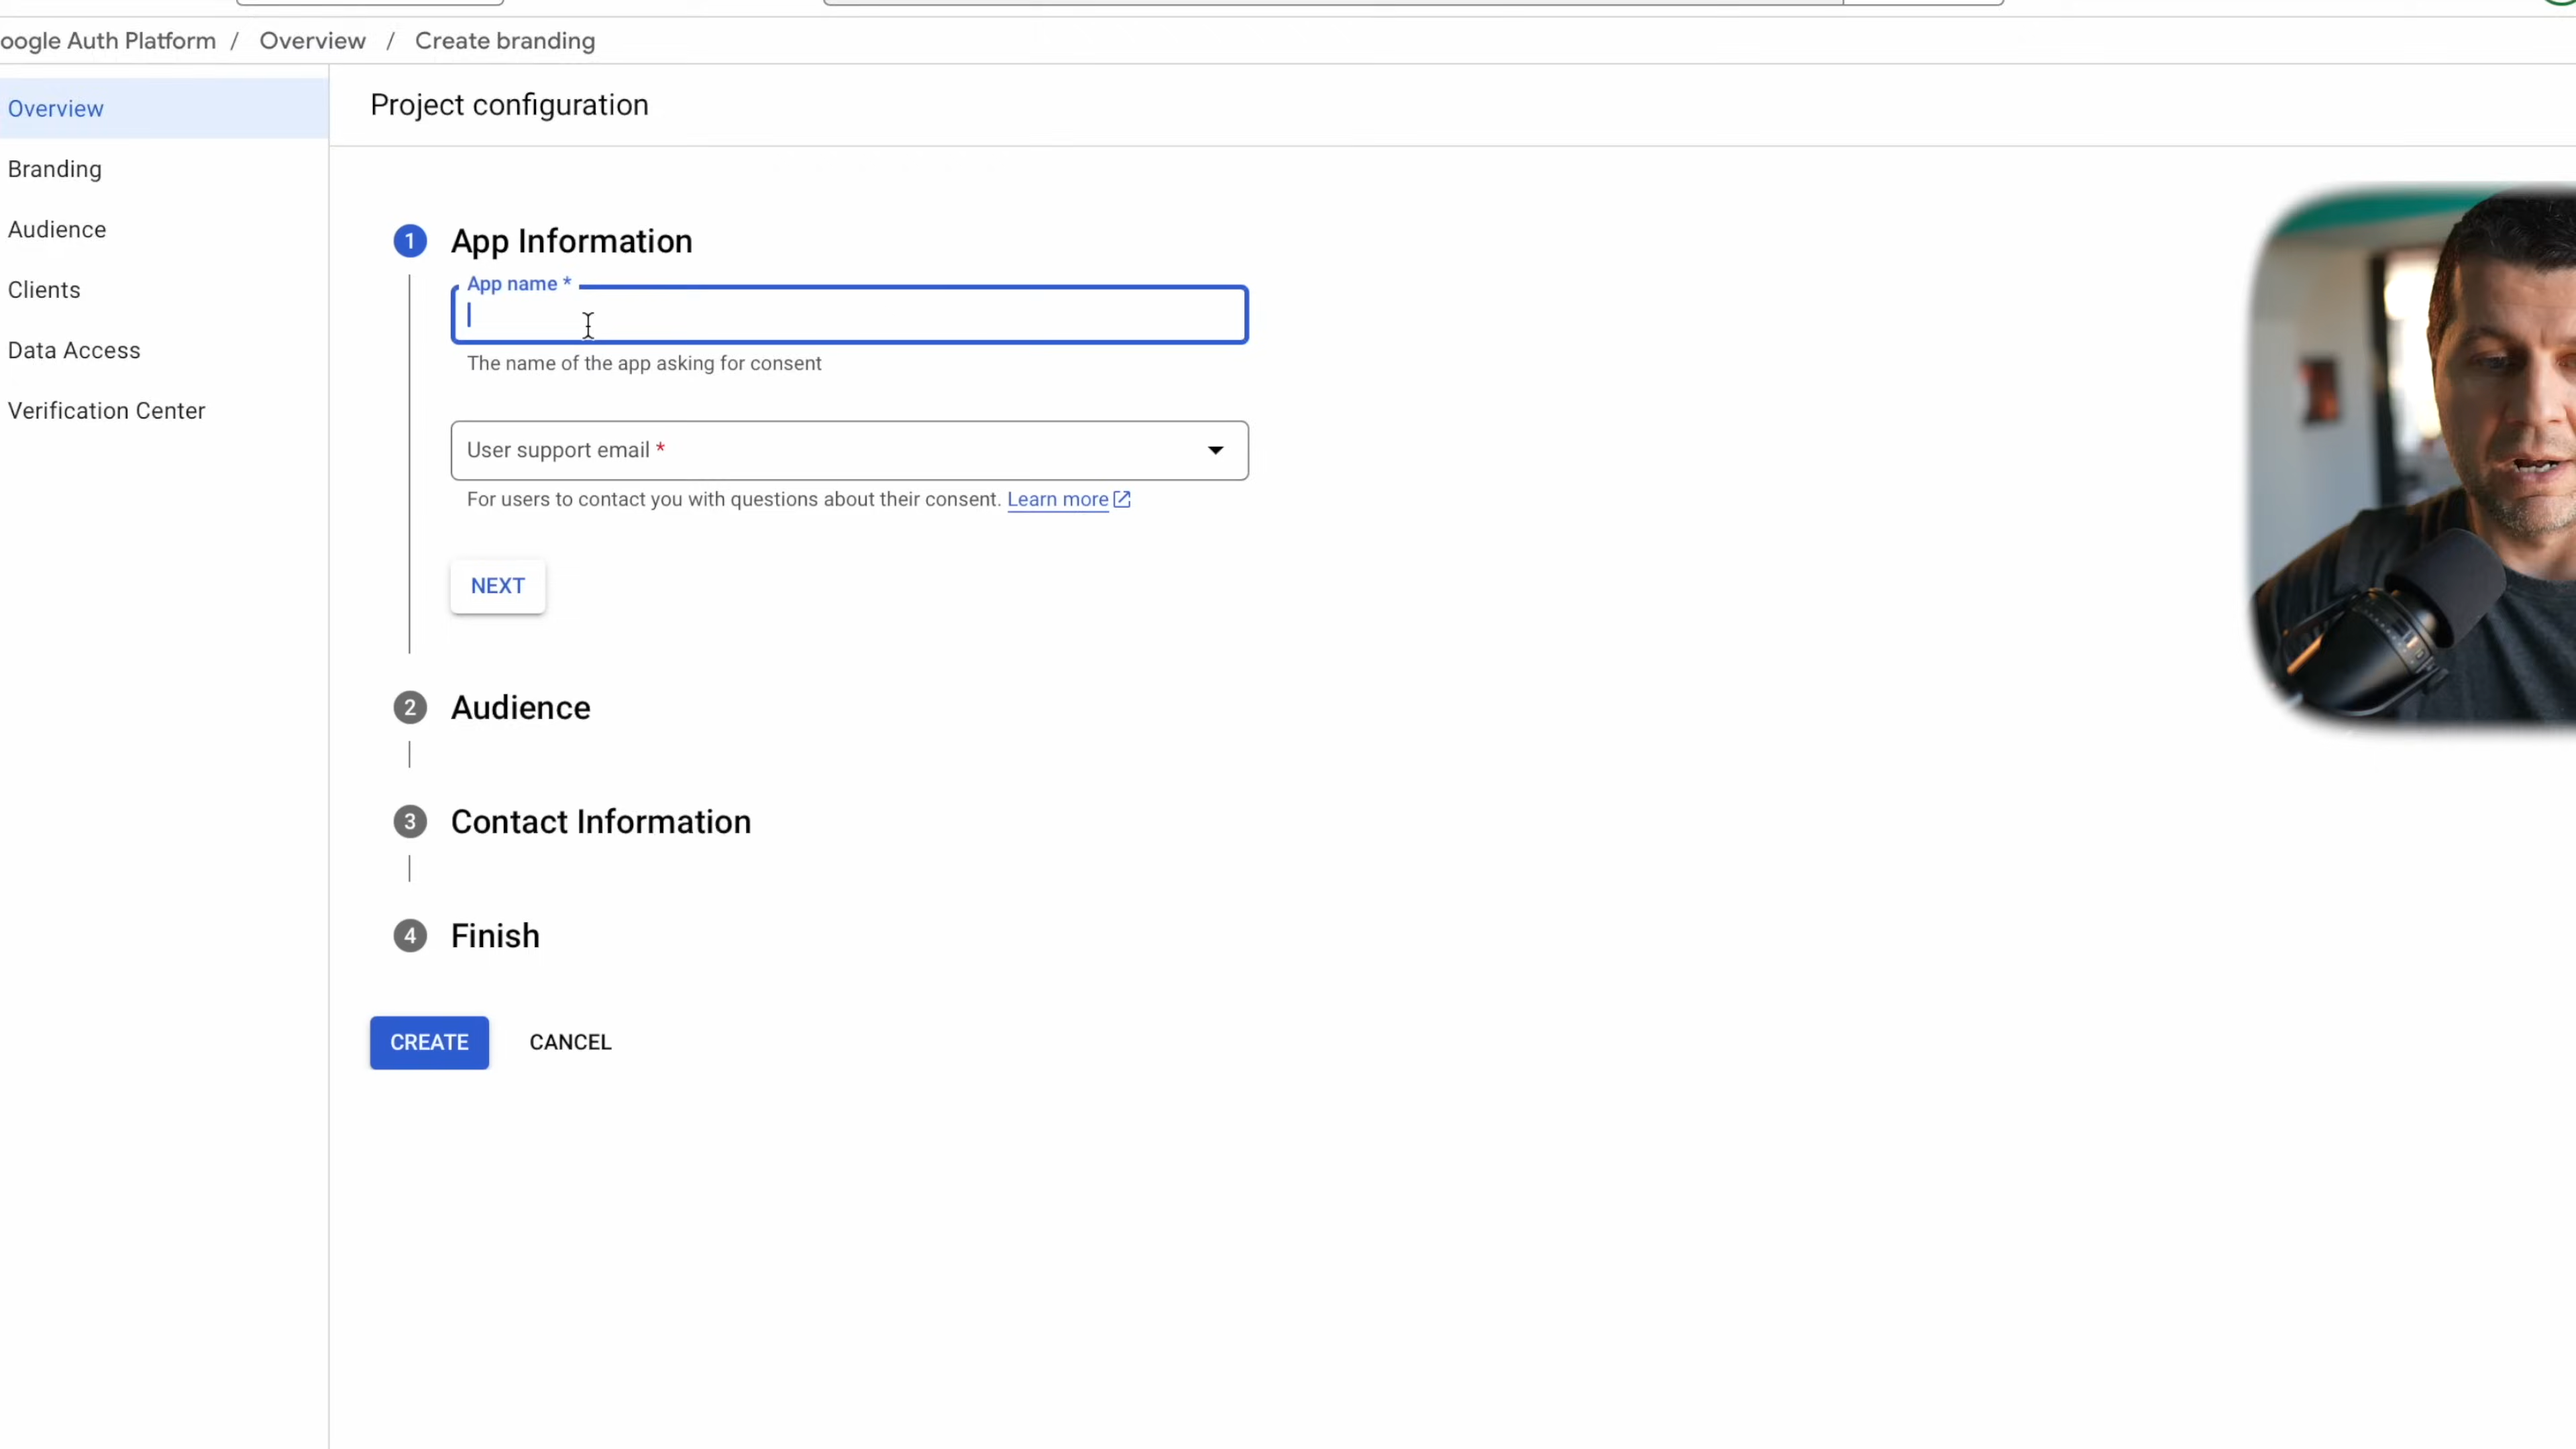 oogle Auth Platform / Overview / Create branding
Overview
Branding
Audience
Clients
Data Access
Verification Center
Project configuration
1 App Information
App name *
The name of the app asking for consent
User support email *
For users to contact you with questions about their consent. Learn more
NEXT
2 Audience
3 Contact Information
4 Finish
CREATE CANCEL